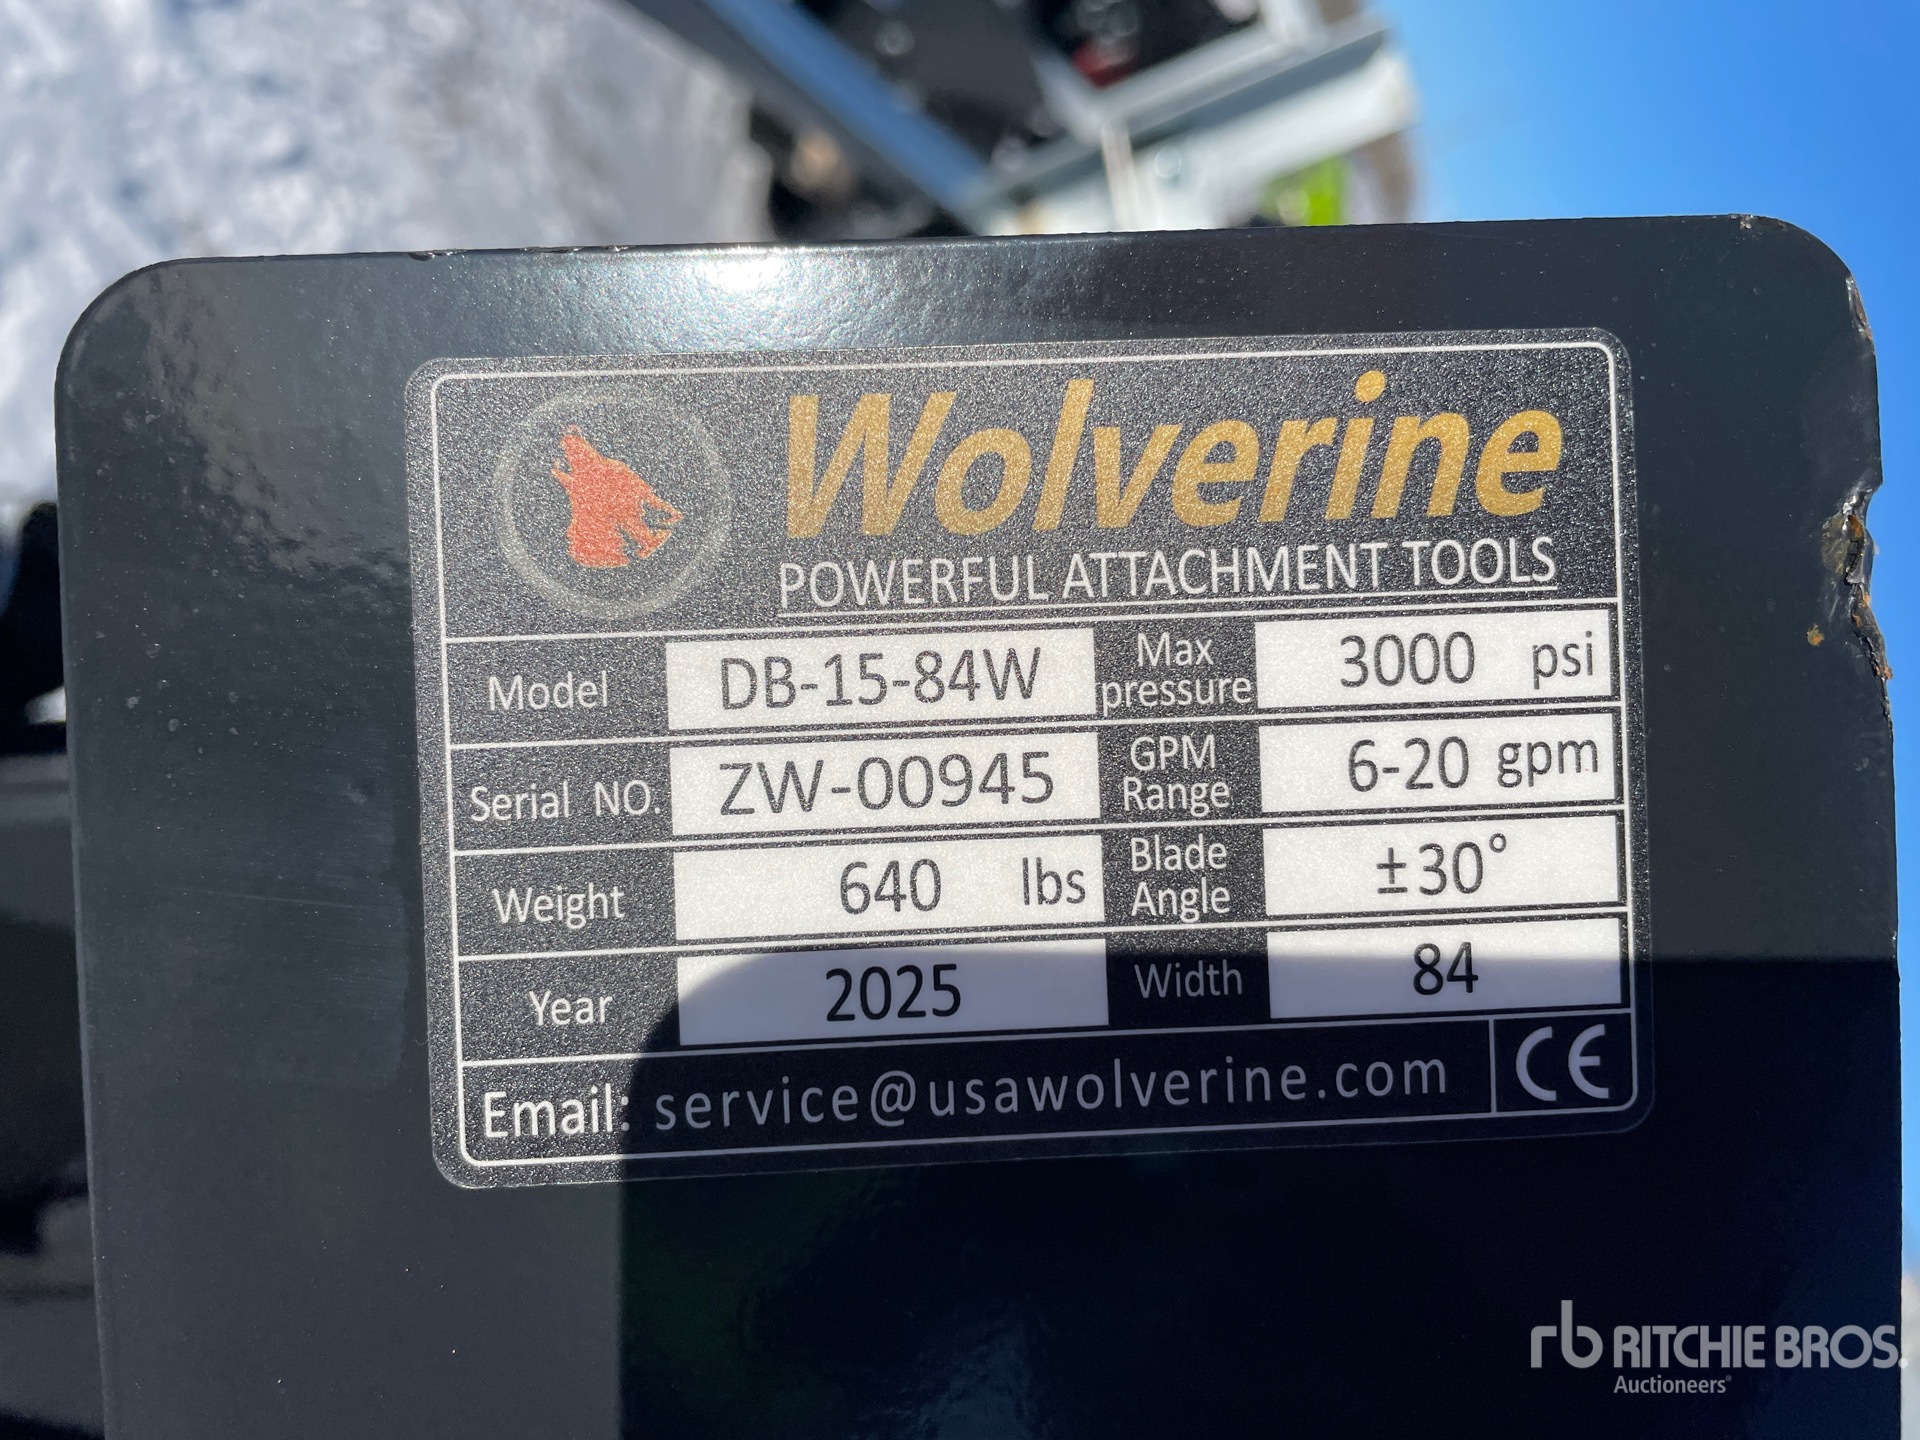 Wolverine
POWERFUL ATTACHMENT TOOLS
Model DB-15-84W Max pressure 3000 psi
Serial NO. ZW-00945 GPM Range 6-20 gpm
Weight 640 lbs Blade Angle ±30°
Year 2025 Width 84
Email: service@usawolverine.com CE
rb RITCHIE BROS.
Auctioneers®